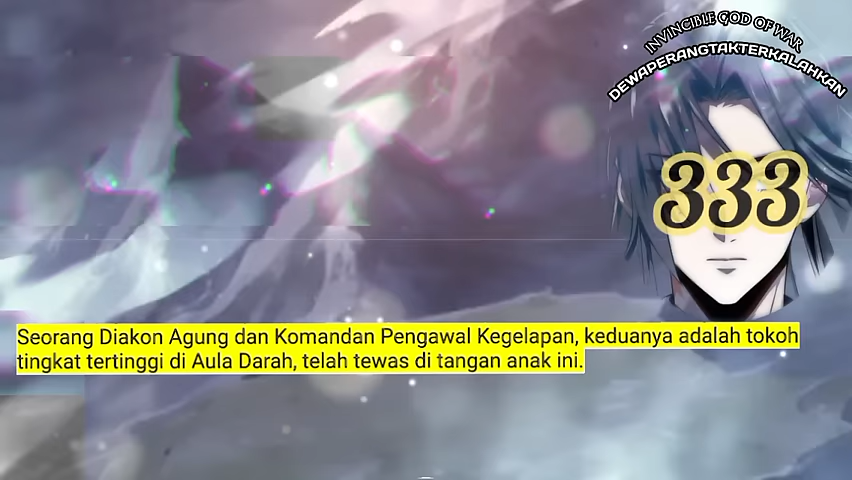 INVINCIBLE GOD OF WAR
DEWAPERANGTAKTERKALAHKAN
333
Seorang Diakon Agung dan Komandan Pengawal Kegelapan, keduanya adalah tokoh
tingkat tertinggi di Aula Darah, telah tewas di tangan anak ini.